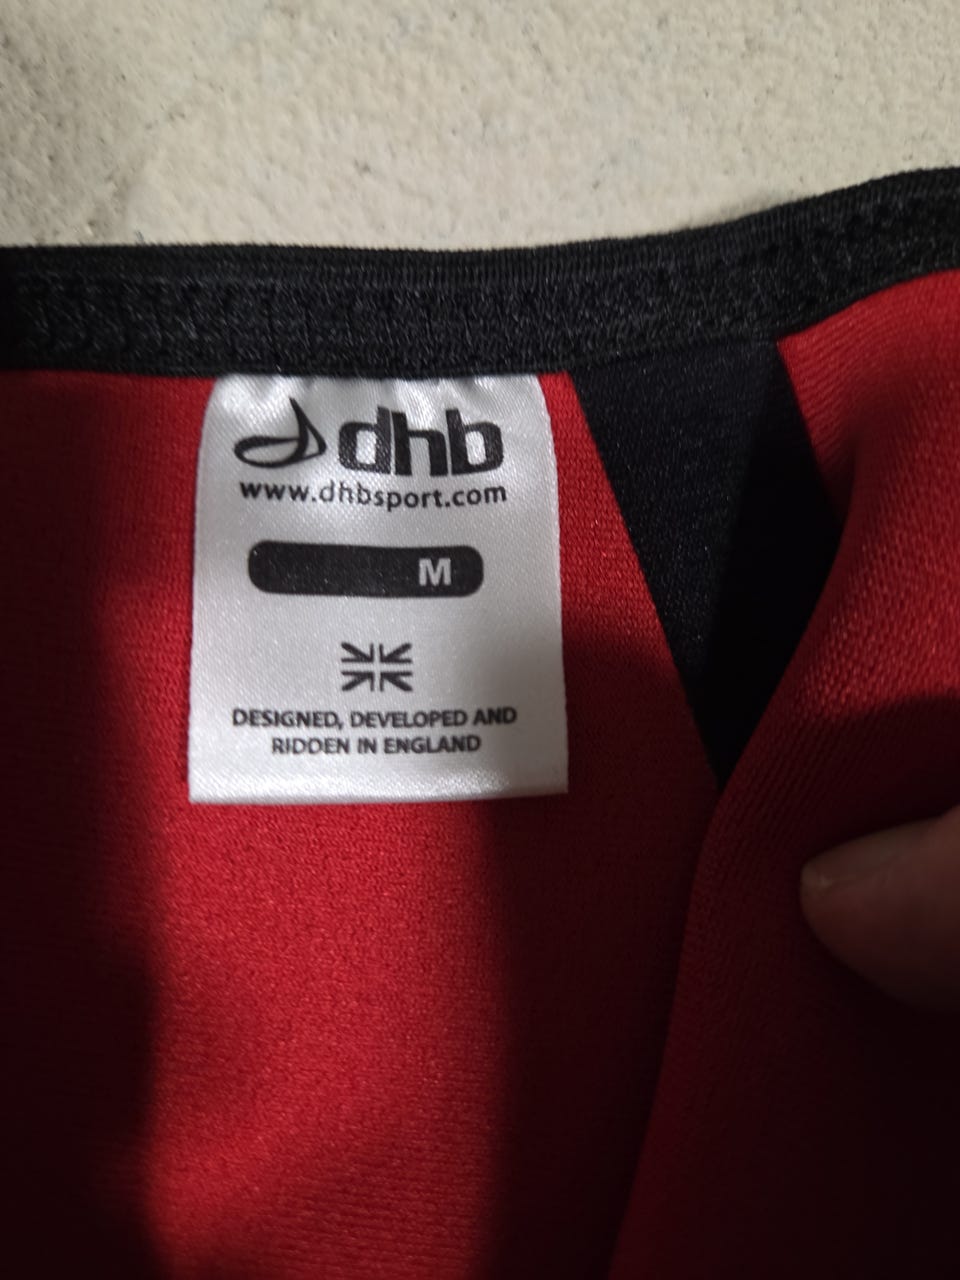 dhb
www.dhbsport.com
M
DESIGNED, DEVELOPED AND
RIDDEN IN ENGLAND